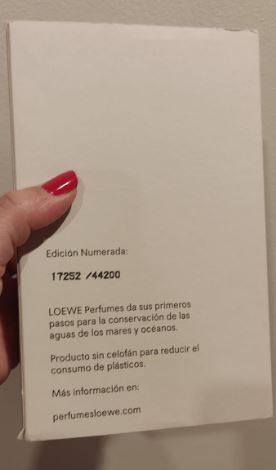 Edición Numerada:
17252 /44200
LOEWE Perfumes da sus primeros
pasos para la conservación de las
aguas de los mares y océanos.
Producto sin celofán para reducir el
consumo de plásticos.
Más información en:
perfumesloewe.com